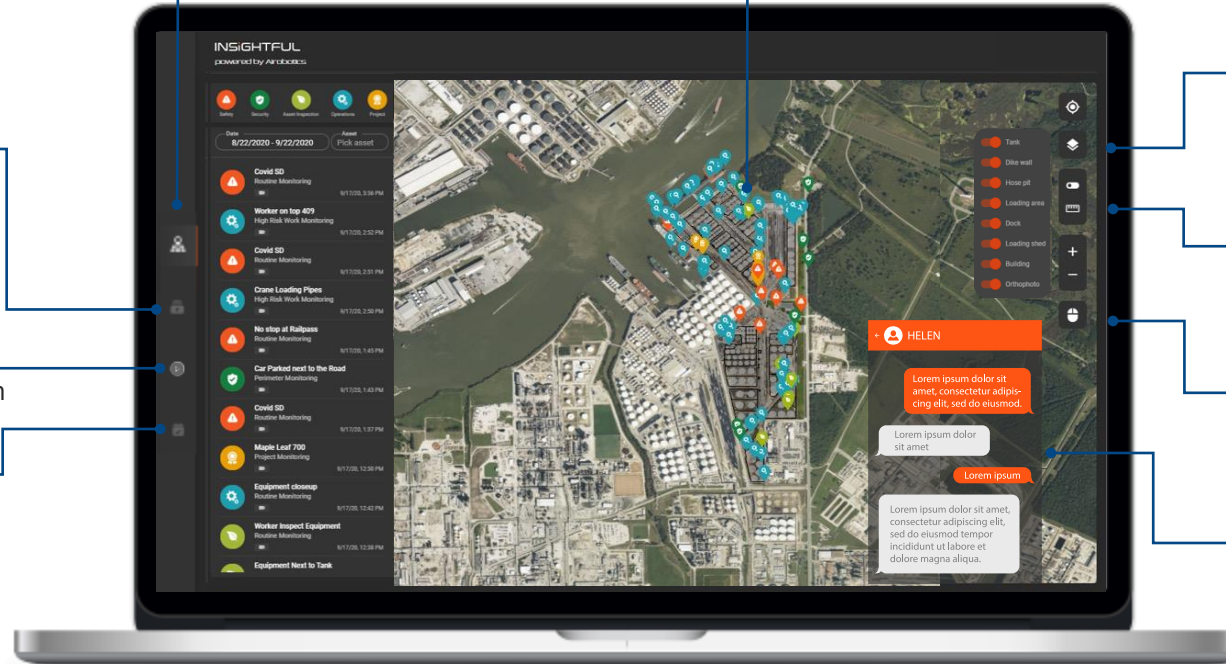 INSiGHTFUL
powered by Airobotics
Safety
Security
Asset Inspection
Operations
Project
Date
8/22/2020 - 9/22/2020
Asset
Pick asset
Covid SD
Routine Monitoring
9/17/20, 3:56 PM
Worker on top 409
High Risk Work Monitoring
9/17/20, 2:52 PM
Covid SD
Routine Monitoring
9/17/20, 2:51 PM
Crane Loading Pipes
High Risk Work Monitoring
9/17/20, 2:50 PM
No stop at Railpass
Routine Monitoring
9/17/20, 1:45 PM
Car Parked next to the Road
Perimeter Monitoring
9/17/20, 1:43 PM
Covid SD
Routine Monitoring
9/17/20, 1:37 PM
Maple Leaf 700
Project Monitoring
9/17/20, 12:58 PM
Equipment closeup
Routine Monitoring
9/17/20, 12:42 PM
Worker Inspect Equipment
Routine Monitoring
9/17/20, 12:38 PM
Equipment Next to Tank
Tank
Dike wall
Hose pit
Loading area
Dock
Loading shed
Building
Orthophoto
HELEN
Lorem ipsum dolor sit
amet, consectetur adipis-
cing elit, sed do eiusmod.
Lorem ipsum dolor
sit amet
Lorem ipsum
Lorem ipsum dolor sit amet,
consectetur adipiscing elit,
sed do eiusmod tempor
incididunt ut labore et
dolore magna aliqua.